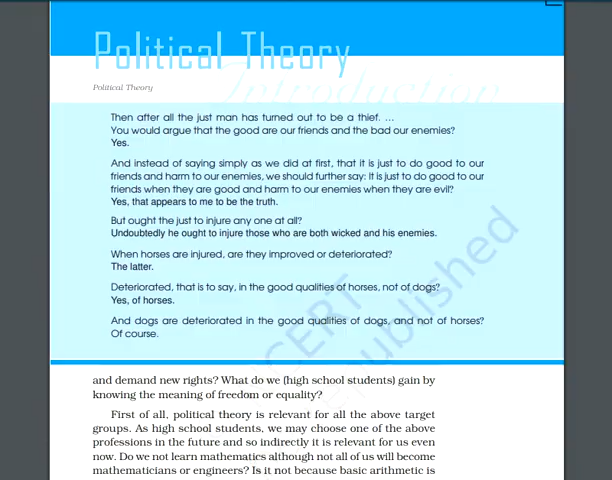 Political Theory
Introduction
Political Theory
Then after all the just man has turned out to be a thief. ...
You would argue that the good are our friends and the bad our enemies?
Yes.
And instead of saying simply as we did at first, that it is just to do good to our
friends and harm to our enemies, we should further say: It is just to do good to our
friends when they are good and harm to our enemies when they are evil?
Yes, that appears to me to be the truth.
But ought the just to injure any one at all?
Undoubtedly he ought to injure those who are both wicked and his enemies.
When horses are injured, are they improved or deteriorated?
The latter.
Deteriorated, that is to say, in the good qualities of horses, not of dogs?
Yes, of horses.
And dogs are deteriorated in the good qualities of dogs, and not of horses?
Of course.
and demand new rights? What do we (high school students) gain by
knowing the meaning of freedom or equality?
First of all, political theory is relevant for all the above target
groups. As high school students, we may choose one of the above
professions in the future and so indirectly it is relevant for us even
now. Do we not learn mathematics although not all of us will become
mathematicians or engineers? Is it not because basic arithmetic is